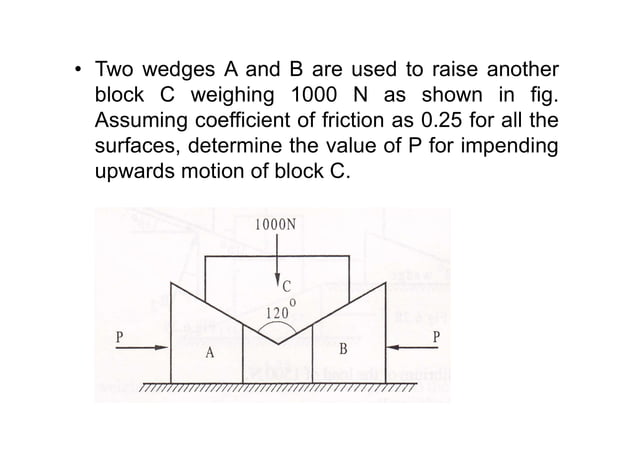 • Two wedges A and B are used to raise another
block C weighing 1000 N as shown in fig.
Assuming coefficient of friction as 0.25 for all the
surfaces, determine the value of P for impending
upwards motion of block C.
1000N
C
120°
P
A
B
P